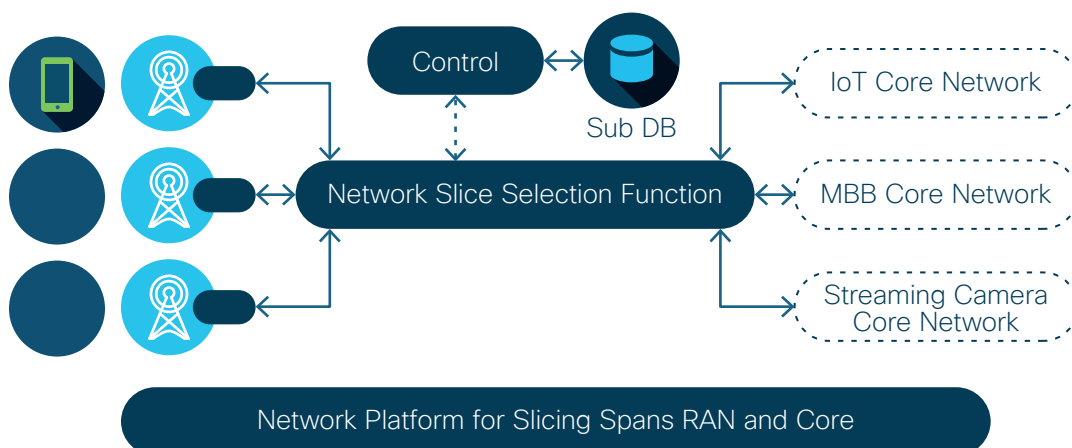 Control
Sub DB
IoT Core Network
Network Slice Selection Function
MBB Core Network
Streaming Camera
Core Network
Network Platform for Slicing Spans RAN and Core